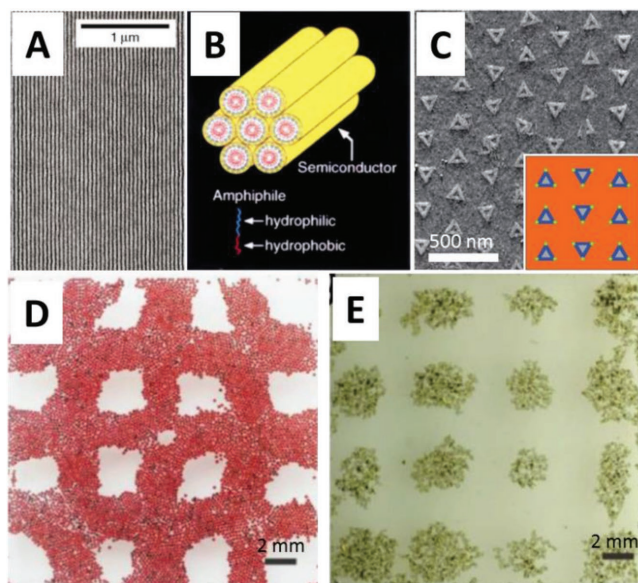 A
1 μm
B
Semiconductor
Amphiphile
hydrophilic
hydrophobic
C
500 nm
D
2 mm
E
2 mm